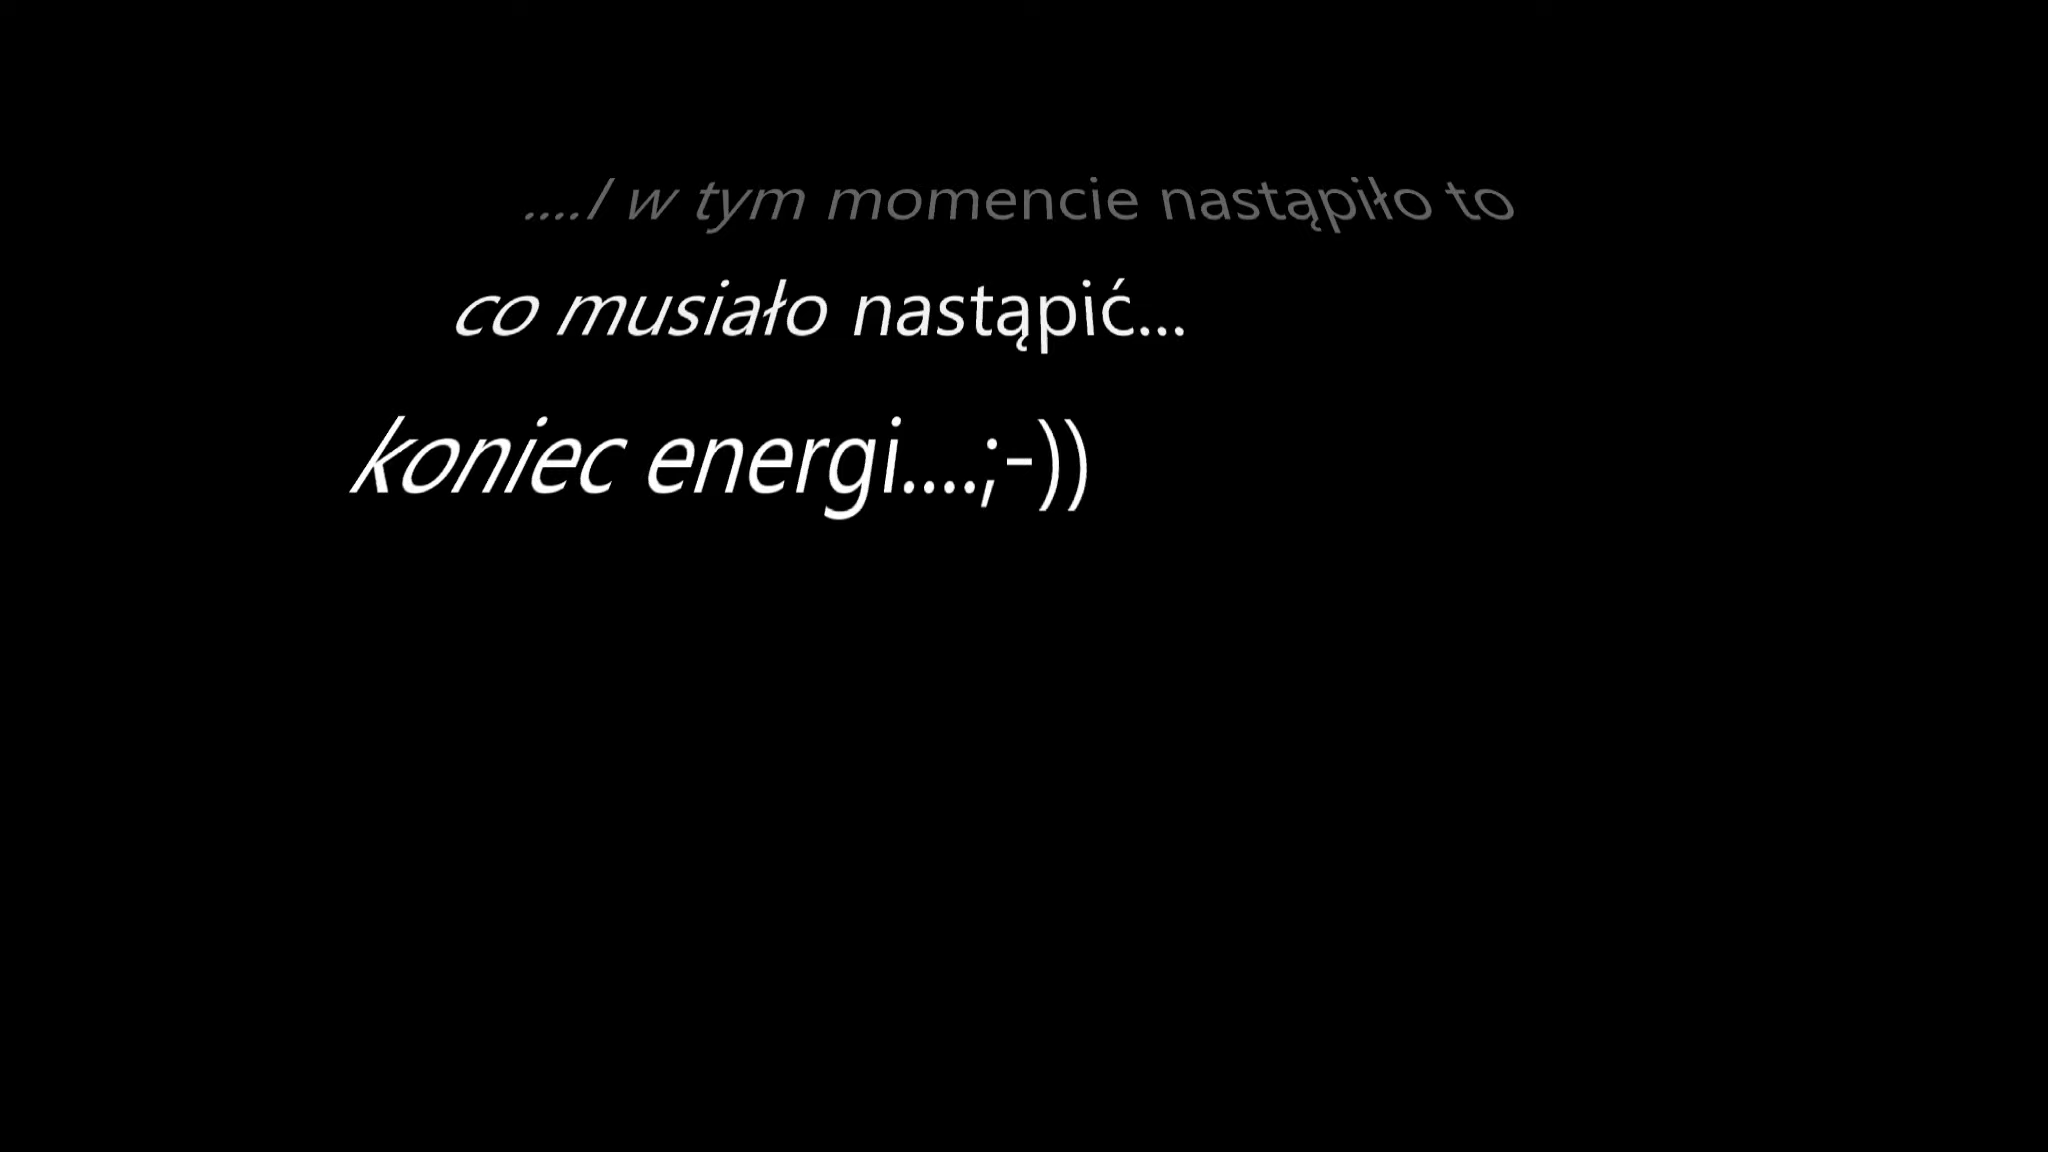 ....I w tym momencie nastąpiło to
co musiało nastąpić...
koniec energi....;-))